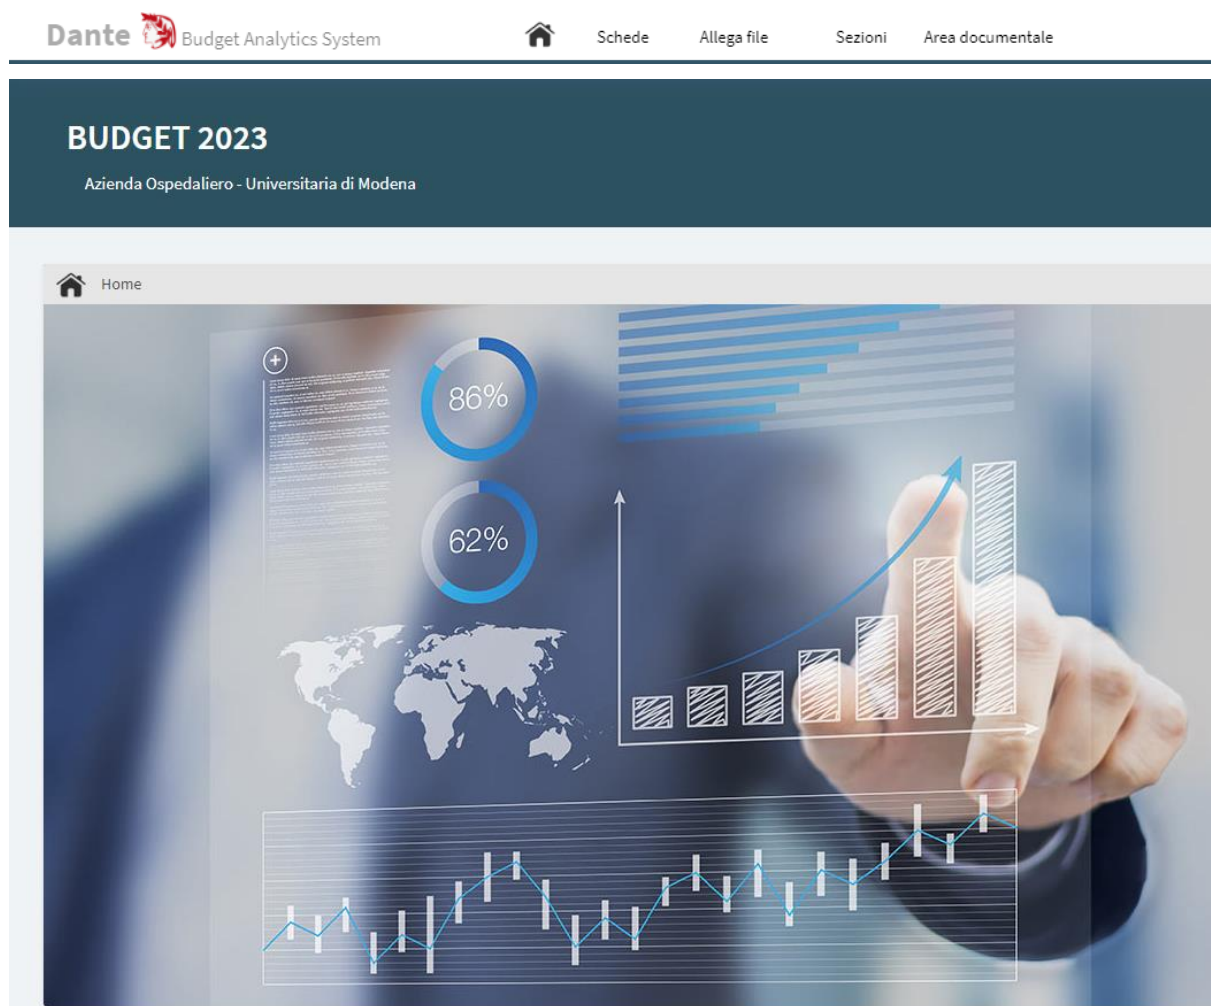 Dante Budget Analytics System Schede Allega file Sezioni Area documentale
BUDGET 2023
Azienda Ospedaliero - Universitaria di Modena
Home
86%
62%